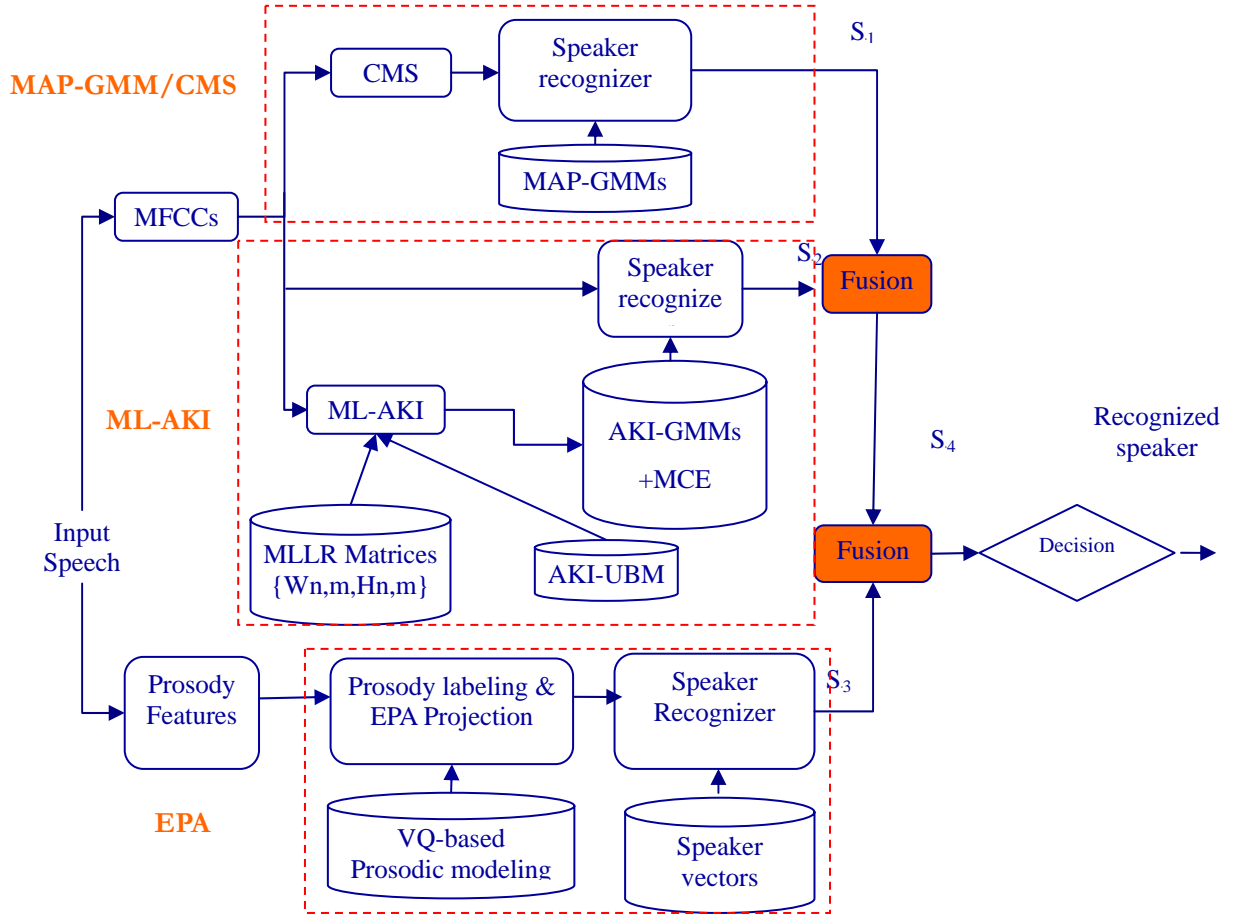 MAP-GMM/CMS
CMS
Speaker
recognizer
S1
MAP-GMMs
MFCCs
ML-AKI
Speaker
recognize
S2
Fusion
ML-AKI
AKI-GMMs
+MCE
MLLR Matrices
{Wn,m,Hn,m}
AKI-UBM
Input
Speech
S4
Recognized
speaker
Fusion
Decision
Prosody
Features
Prosody labeling &
EPA Projection
Speaker
Recognizer
S3
EPA
VQ-based
Prosodic modeling
Speaker
vectors